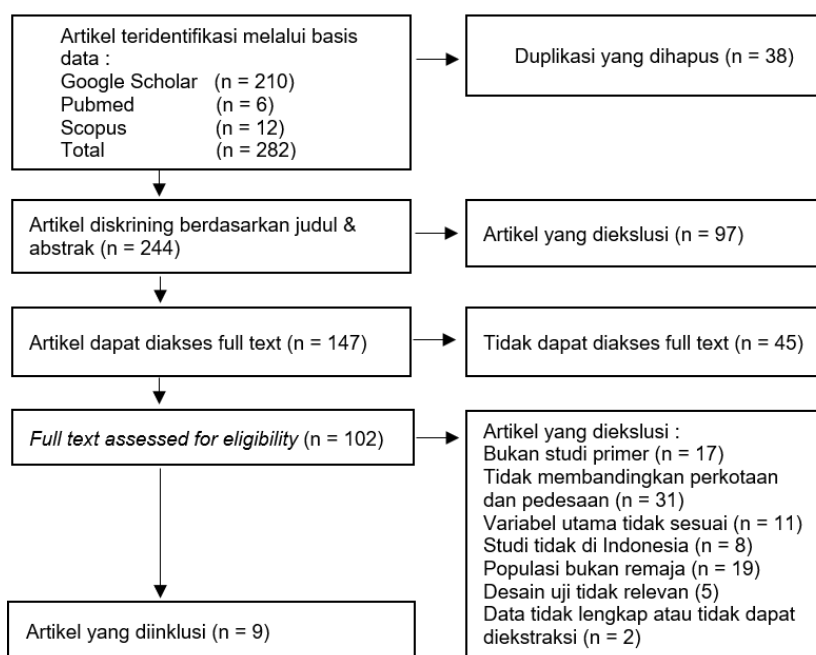 Artikel teridentifikasi melalui basis
data :
Google Scholar (n = 210)
Pubmed (n = 6)
Scopus (n = 12)
Total (n = 282)
Duplikasi yang dihapus (n = 38)
Artikel diskrining berdasarkan judul &
abstrak (n = 244)
Artikel yang diekslusi (n = 97)
Artikel dapat diakses full text (n = 147)
Tidak dapat diakses full text (n = 45)
Full text assessed for eligibility (n = 102)
Artikel yang diekslusi :
Bukan studi primer (n = 17)
Tidak membandingkan perkotaan
dan pedesaan (n = 31)
Variabel utama tidak sesuai (n = 11)
Studi tidak di Indonesia (n = 8)
Populasi bukan remaja (n = 19)
Desain uji tidak relevan (5)
Data tidak lengkap atau tidak dapat
diekstraksi (n = 2)
Artikel yang diinklusi (n = 9)